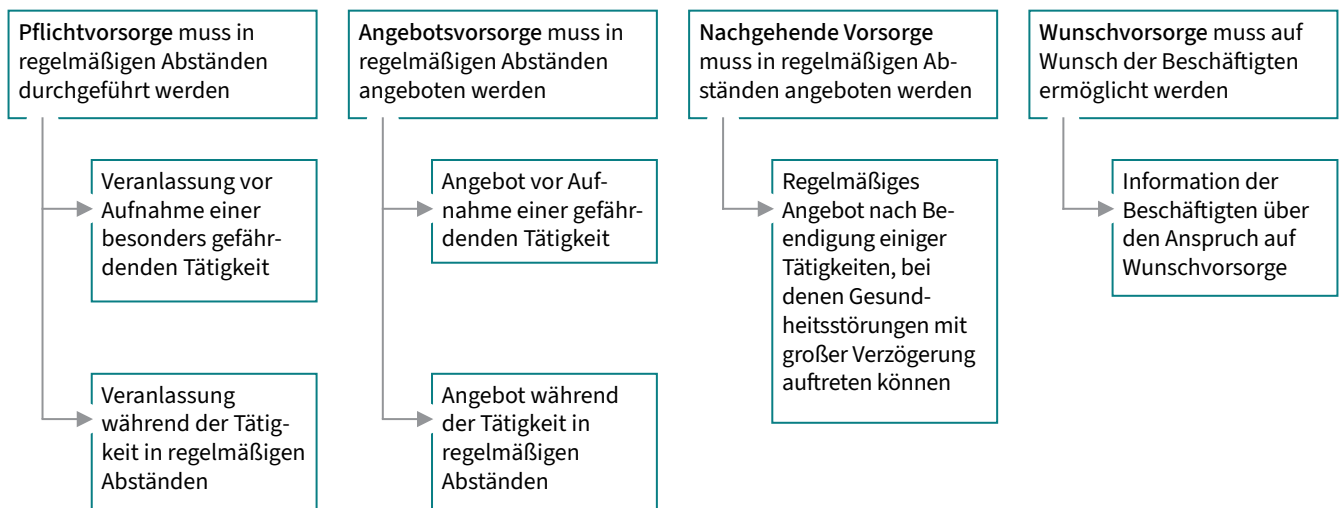 Pflichtvorsorge muss in
regelmäßigen Abständen
durchgeführt werden
Veranlassung vor
Aufnahme einer
besonders gefähr-
denden Tätigkeit
Veranlassung
während der Tätig-
keit in regelmäßigen
Abständen
Angebotsvorsorge muss in
regelmäßigen Abständen
angeboten werden
Angebot vor Auf-
nahme einer gefähr-
denden Tätigkeit
Angebot während
der Tätigkeit in
regelmäßigen
Abständen
Nachgehende Vorsorge
muss in regelmäßigen Ab-
ständen angeboten werden
Regelmäßiges
Angebot nach Be-
endigung einiger
Tätigkeiten, bei
denen Gesund-
heitsstörungen mit
großer Verzögerung
auftreten können
Wunschvorsorge muss auf
Wunsch der Beschäftigten
ermöglicht werden
Information der
Beschäftigten über
den Anspruch auf
Wunschvorsorge